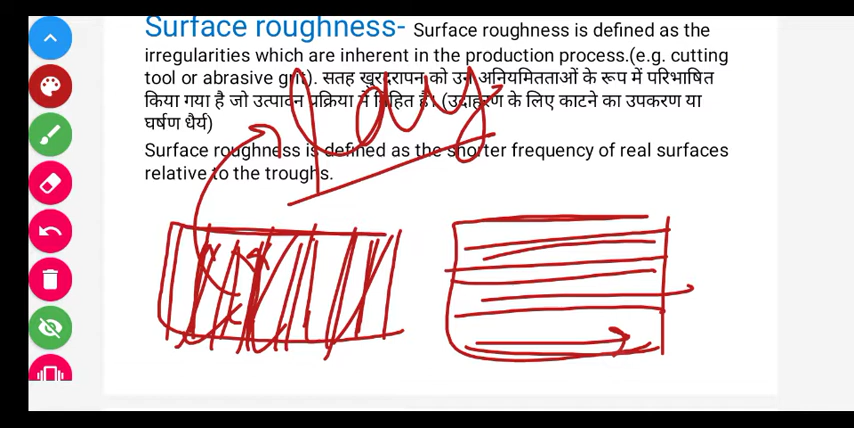 Surface roughness- Surface roughness is defined as the
irregularities which are inherent in the production process.(e.g. cutting
tool or abrasive grit). सतह खुरदरापन को उन अनियमितताओं के रूप में परिभाषित
किया गया है जो उत्पादन प्रक्रिया में निहित हैं। (उदाहरण के लिए काटने का उपकरण या
घर्षण धैर्य)
Lay
Surface roughness is defined as the shorter frequency of real surfaces
relative to the troughs.